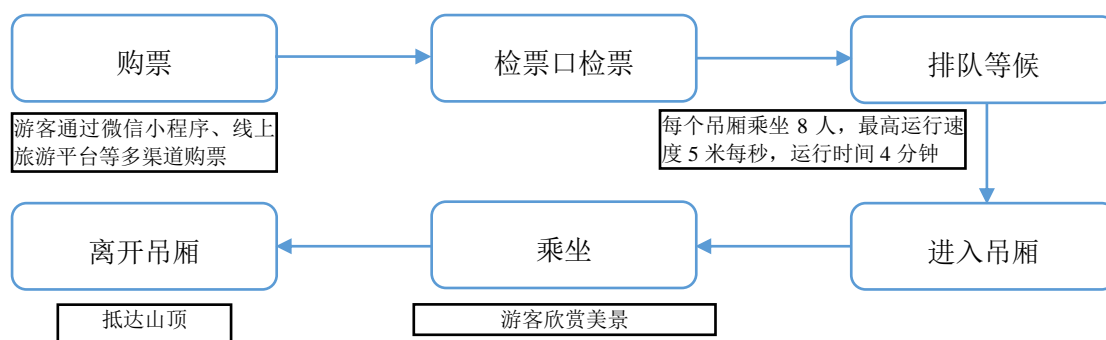 购票
检票口检票
排队等候
游客通过微信小程序、线上
旅游平台等多渠道购票
每个吊厢乘坐 8 人，最高运行速
度 5 米每秒，运行时间 4 分钟
离开吊厢
乘坐
进入吊厢
抵达山顶
游客欣赏美景